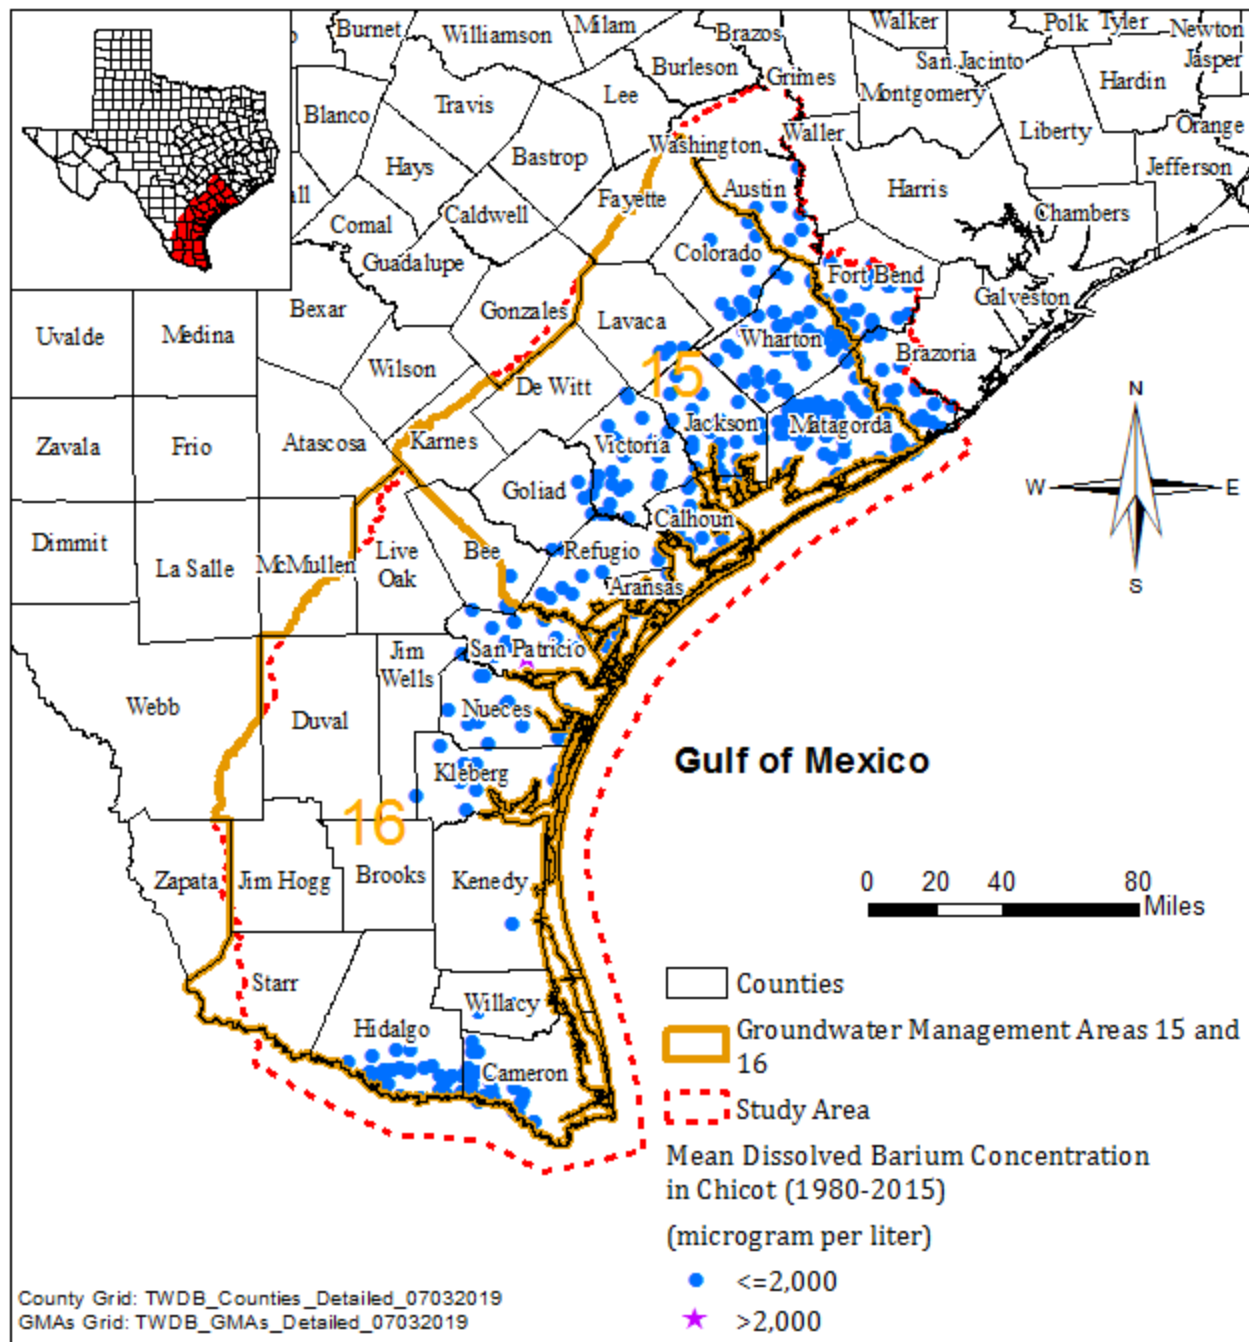 Burnet
Williamson
Milam
Brazos
Walker
Polk
Tyler
Newton
Burleson
Grimes
San Jacinto
Jasper
Blanco
Travis
Lee
Montgomery
Hardin
Washington
Waller
Liberty
Orange
Hays
Bastrop
Austin
Harris
Jefferson
all
Comal
Caldwell
Fayette
Chambers
Guadalupe
Colorado
Fort Bend
Bexar
Gonzales
Lavaca
Galveston
Uvalde
Medina
Wharton
Brazoria
Wilson
De Witt
15
N
Zavala
Frio
Atascosa
Karnes
Victoria
Jackson
Matagorda
Goliad
W
E
Dimmit
La Salle
McMullen
Live
Oak
Bee
Refugio
Calhoun
Aransas
S
San Patricio
Jim
Wells
Webb
Duval
Nueces
Gulf of Mexico
Kleberg
16
Zapata
Jim Hogg
Brooks
Kenedy
0 20 40 80
Miles
Starr
Willacy
Hidalgo
Cameron
Counties
Groundwater Management Areas 15 and
16
Study Area
Mean Dissolved Barium Concentration
in Chicot (1980-2015)
(microgram per liter)
<=2,000
>2,000
County Grid: TWDB_Counties_Detailed_07032019
GMAs Grid: TWDB_GMAs_Detailed_07032019